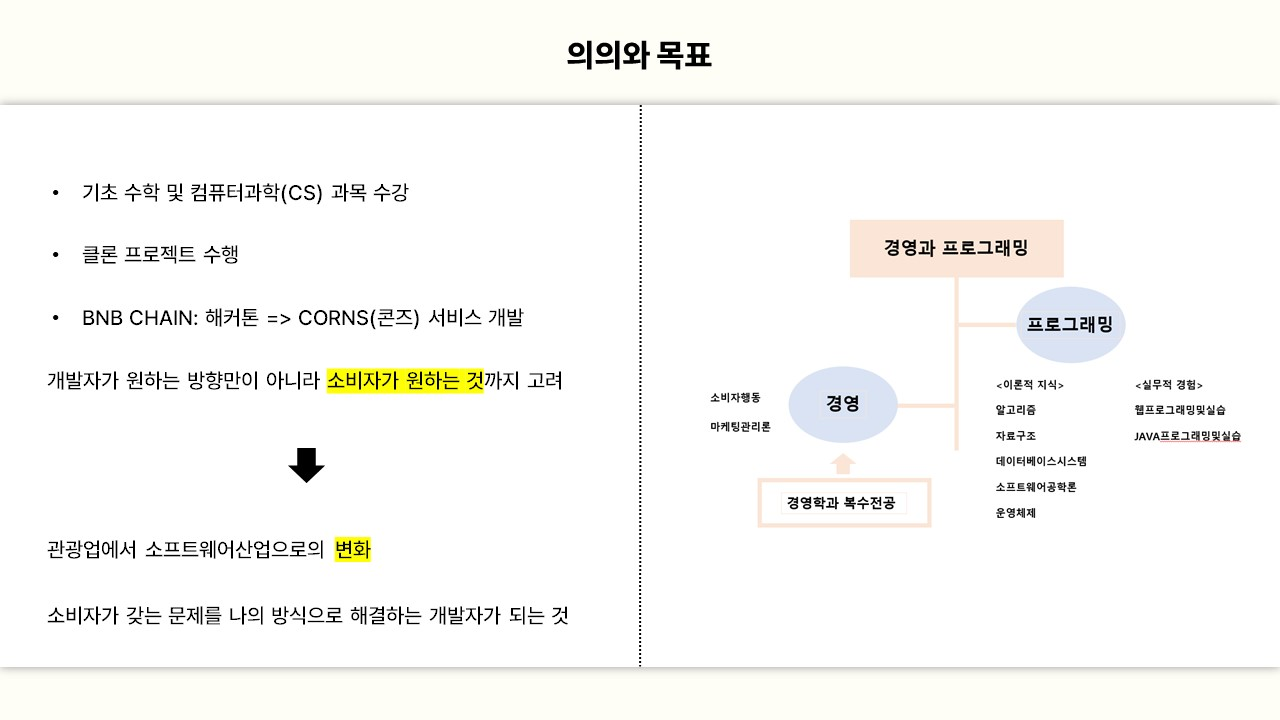 의의와 목표
• 기초 수학 및 컴퓨터과학(CS) 과목 수강
• 클론 프로젝트 수행
• BNB CHAIN: 해커톤 => CORNS(콘즈) 서비스 개발
개발자가 원하는 방향만이 아니라 소비자가 원하는 것까지 고려
관광업에서 소프트웨어산업으로의 변화
소비자가 갖는 문제를 나의 방식으로 해결하는 개발자가 되는 것
경영과 프로그래밍
프로그래밍
경영
소비자행동
마케팅관리론
경영학과 복수전공
<이론적 지식>
알고리즘
자료구조
데이터베이스시스템
소프트웨어공학론
운영체제
<실무적 경험>
웹프로그래밍및실습
JAVA프로그래밍및실습